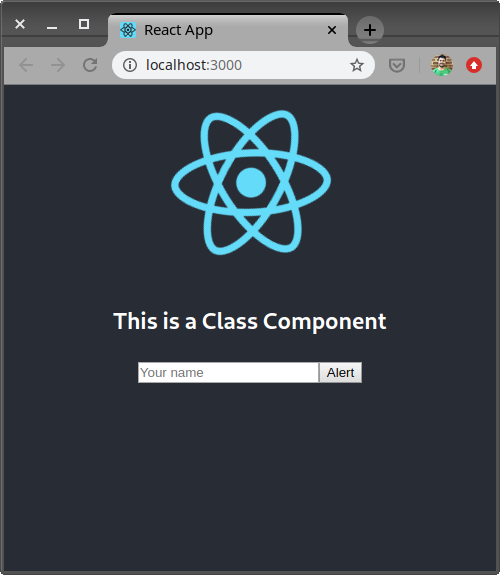 React App
localhost:3000
This is a Class Component
Your name
Alert